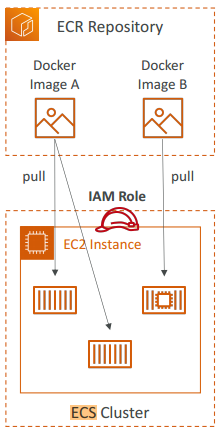 ECR Repository
Docker
Image A
Docker
Image B
pull
pull
IAM Role
EC2 Instance
ECS Cluster